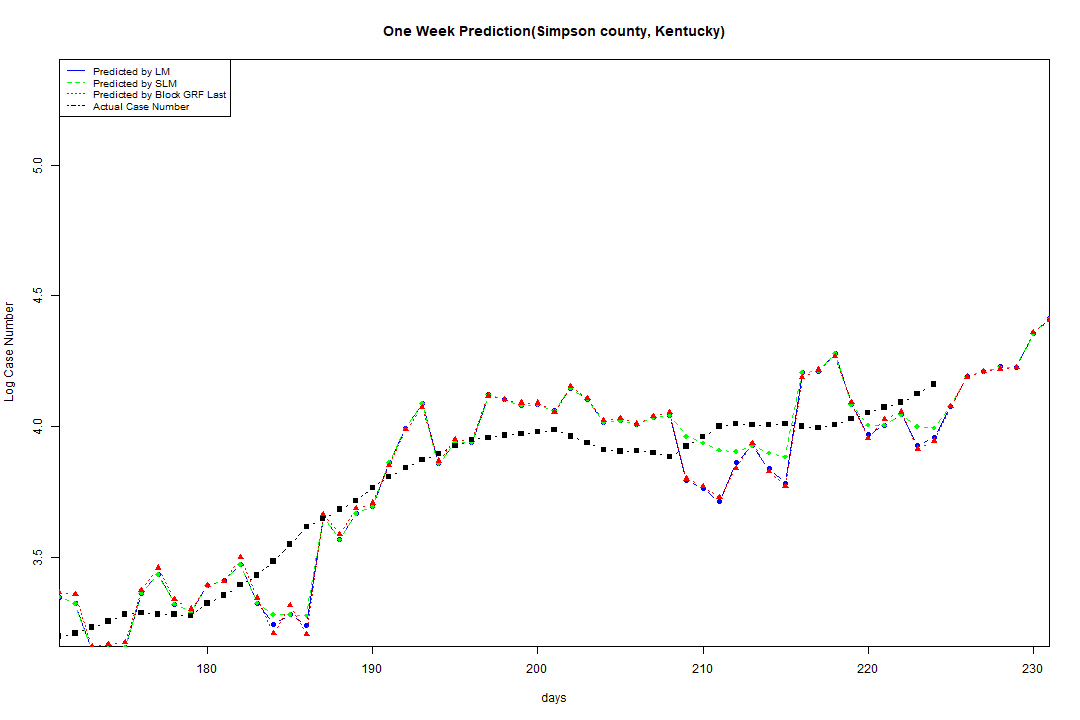 One Week Prediction(Simpson county, Kentucky)
Predicted by LM
Predicted by SLM
Predicted by Block GRF Last
Actual Case Number
5.0
4.5
4.0
3.5
Log Case Number
180 190 200 210 220 230
days